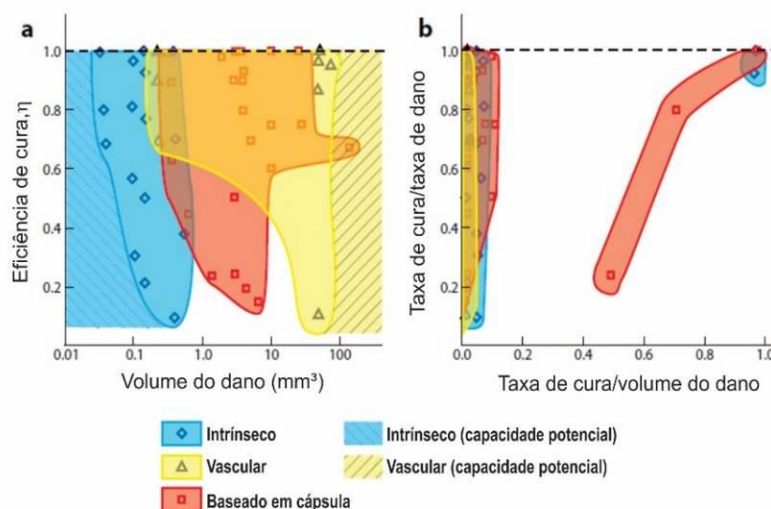 a
Eficiência de cura,η
1.0
0.8
0.6
0.4
0.2
0.01 0.1 1.0 10 100
Volume do dano (mm³)
b
Taxa de cura/taxa de dano
1.0
0.8
0.6
0.4
0.2
0.0 0.2 0.4 0.6 0.8 1.0
Taxa de cura/volume do dano
Intrínseco
Vascular
Baseado em cápsula
Intrínseco (capacidade potencial)
Vascular (capacidade potencial)